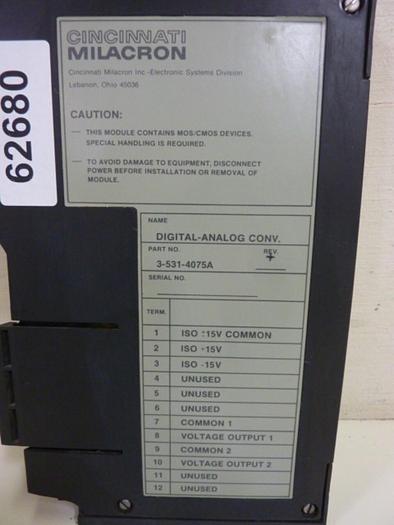 CINCINNATI
MILACRON
Cincinnati Milacron Inc.-Electronic Systems Division
Lebanon, Ohio 45036
CAUTION:
— THIS MODULE CONTAINS MOS/CMOS DEVICES.
SPECIAL HANDLING IS REQUIRED.
— TO AVOID DAMAGE TO EQUIPMENT, DISCONNECT
POWER BEFORE INSTALLATION OR REMOVAL OF
MODULE.
62680
NAME
DIGITAL-ANALOG CONV.
PART NO. REV.
3-531-4075A
SERIAL NO.
TERM.
1 ISO ±15V COMMON
2 ISO +15V
3 ISO -15V
4 UNUSED
5 UNUSED
6 UNUSED
7 COMMON 1
8 VOLTAGE OUTPUT 1
9 COMMON 2
10 VOLTAGE OUTPUT 2
11 UNUSED
12 UNUSED